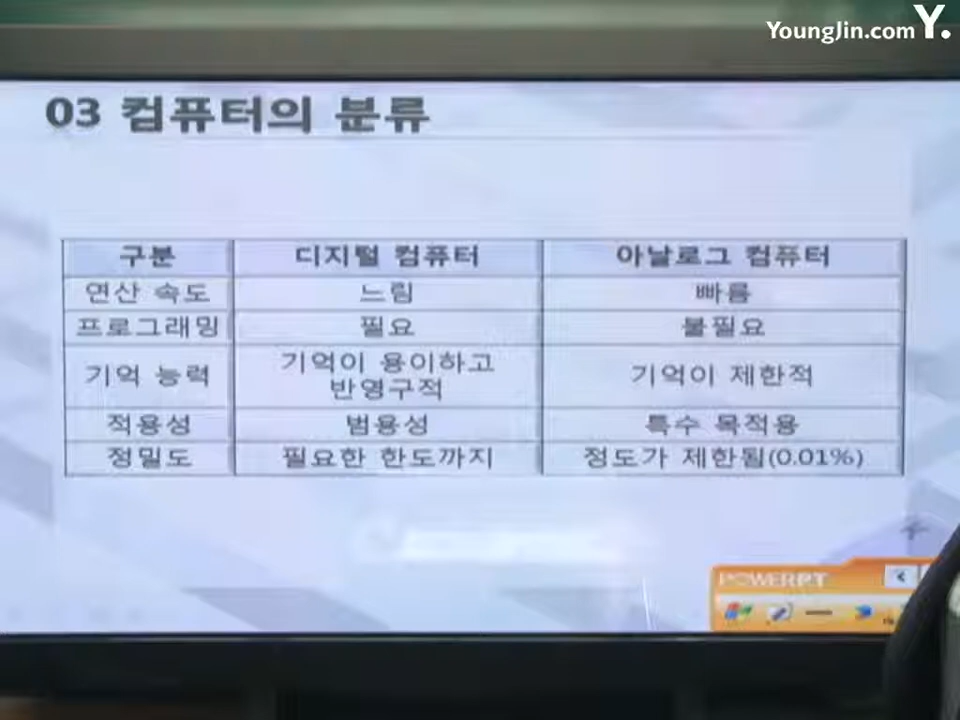 YoungJin.com Y.
03 컴퓨터의 분류
구분 디지털 컴퓨터 아날로그 컴퓨터
연산 속도 느림 빠름
프로그래밍 필요 불필요
기억 능력 기억이 용이하고 반영구적 기억이 제한적
적용성 범용성 특수 목적용
정밀도 필요한 한도까지 정도가 제한됨(0.01%)
POWERPT